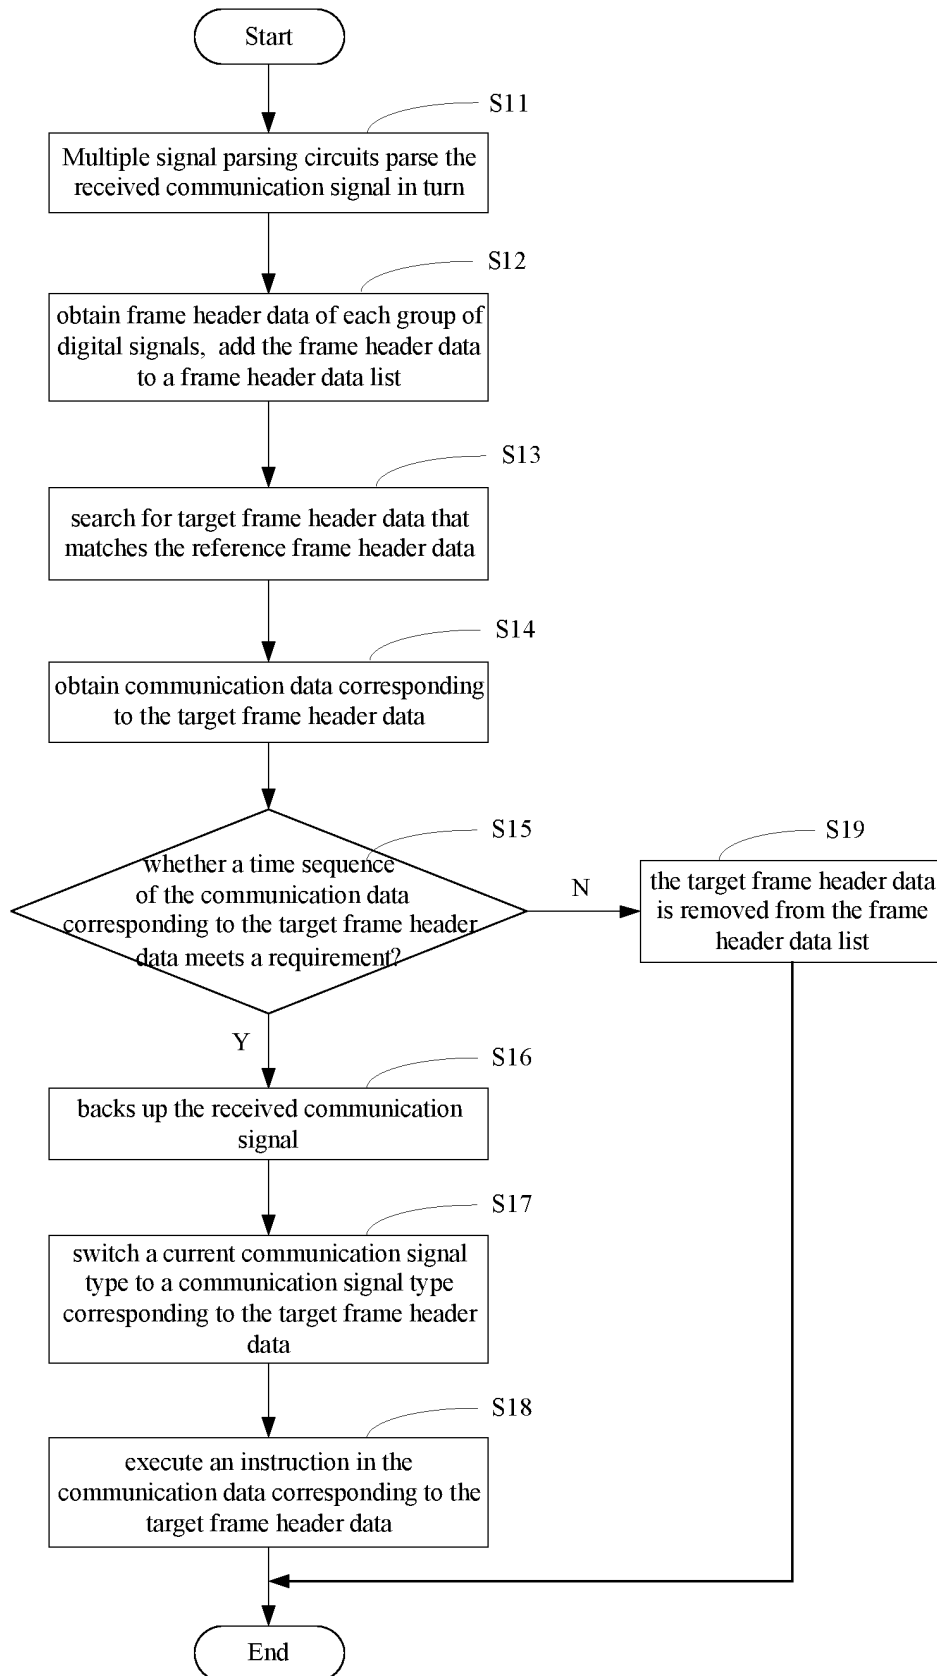 Start
S11
Multiple signal parsing circuits parse the
received communication signal in turn
S12
obtain frame header data of each group of
digital signals, add the frame header data
to a frame header data list
S13
search for target frame header data that
matches the reference frame header data
S14
obtain communication data corresponding
to the target frame header data
S15
whether a time sequence
of the communication data
corresponding to the target frame header
data meets a requirement?
N
S19
the target frame header data
is removed from the frame
header data list
Y
S16
backs up the received communication
signal
S17
switch a current communication signal
type to a communication signal type
corresponding to the target frame header
data
S18
execute an instruction in the
communication data corresponding to the
target frame header data
End